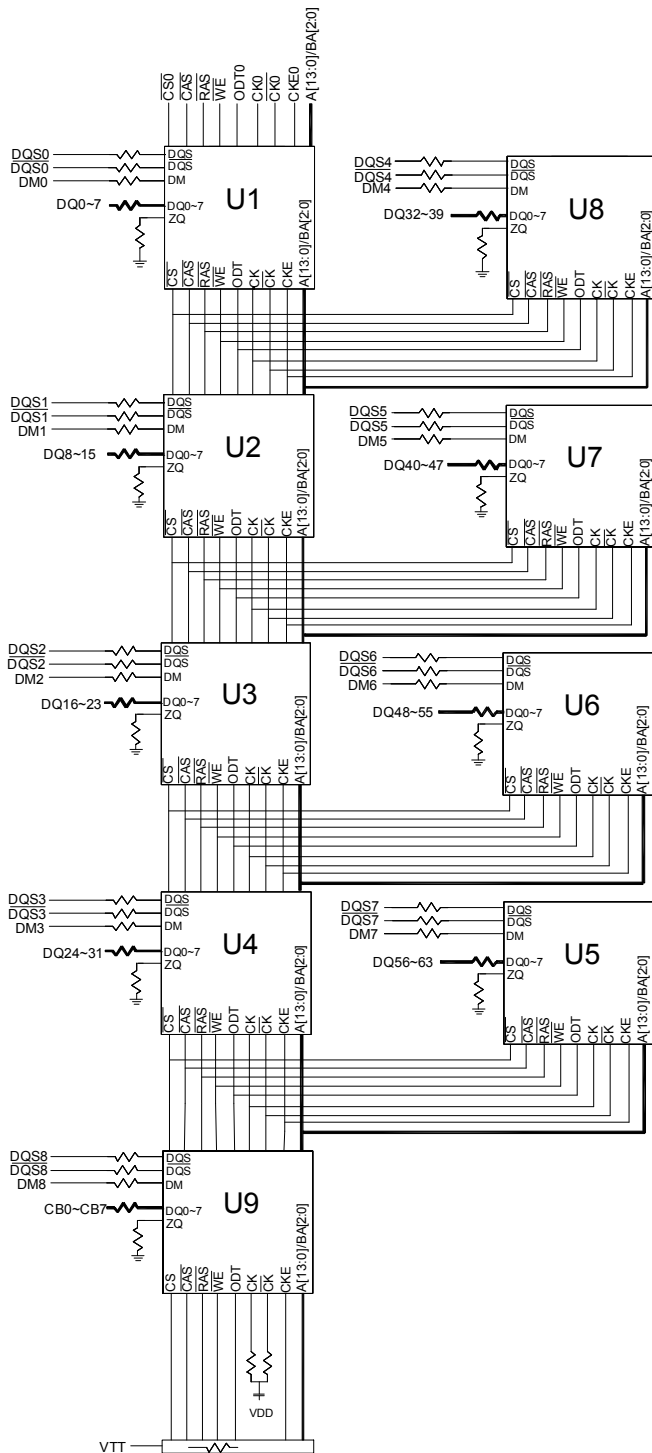 CS0 CAS RAS WE ODT0 CK0 CK0 CKE0 A[13:0]/BA[2:0]
DQS0 DQS
DQS0 DQS
DM0 DM
DQ0~7 DQ0~7
ZQ
U1
CS CAS RAS WE ODT CK CK CKE A[13:0]/BA[2:0]
DQS4 DQS
DQS4 DQS
DM4 DM
DQ32~39 DQ0~7
ZQ
U8
CS CAS RAS WE ODT CK CK CKE A[13:0]/BA[2:0]
DQS1 DQS
DQS1 DQS
DM1 DM
DQ8~15 DQ0~7
ZQ
U2
CS CAS RAS WE ODT CK CK CKE A[13:0]/BA[2:0]
DQS5 DQS
DQS5 DQS
DM5 DM
DQ40~47 DQ0~7
ZQ
U7
CS CAS RAS WE ODT CK CK CKE A[13:0]/BA[2:0]
DQS2 DQS
DQS2 DQS
DM2 DM
DQ16~23 DQ0~7
ZQ
U3
CS CAS RAS WE ODT CK CK CKE A[13:0]/BA[2:0]
DQS6 DQS
DQS6 DQS
DM6 DM
DQ48~55 DQ0~7
ZQ
U6
CS CAS RAS WE ODT CK CK CKE A[13:0]/BA[2:0]
DQS3 DQS
DQS3 DQS
DM3 DM
DQ24~31 DQ0~7
ZQ
U4
CS CAS RAS WE ODT CK CK CKE A[13:0]/BA[2:0]
DQS7 DQS
DQS7 DQS
DM7 DM
DQ56~63 DQ0~7
ZQ
U5
CS CAS RAS WE ODT CK CK CKE A[13:0]/BA[2:0]
DQS8 DQS
DQS8 DQS
DM8 DM
CB0~CB7 DQ0~7
ZQ
U9
CS CAS RAS WE ODT CK CK CKE A[13:0]/BA[2:0]
VDD
VTT